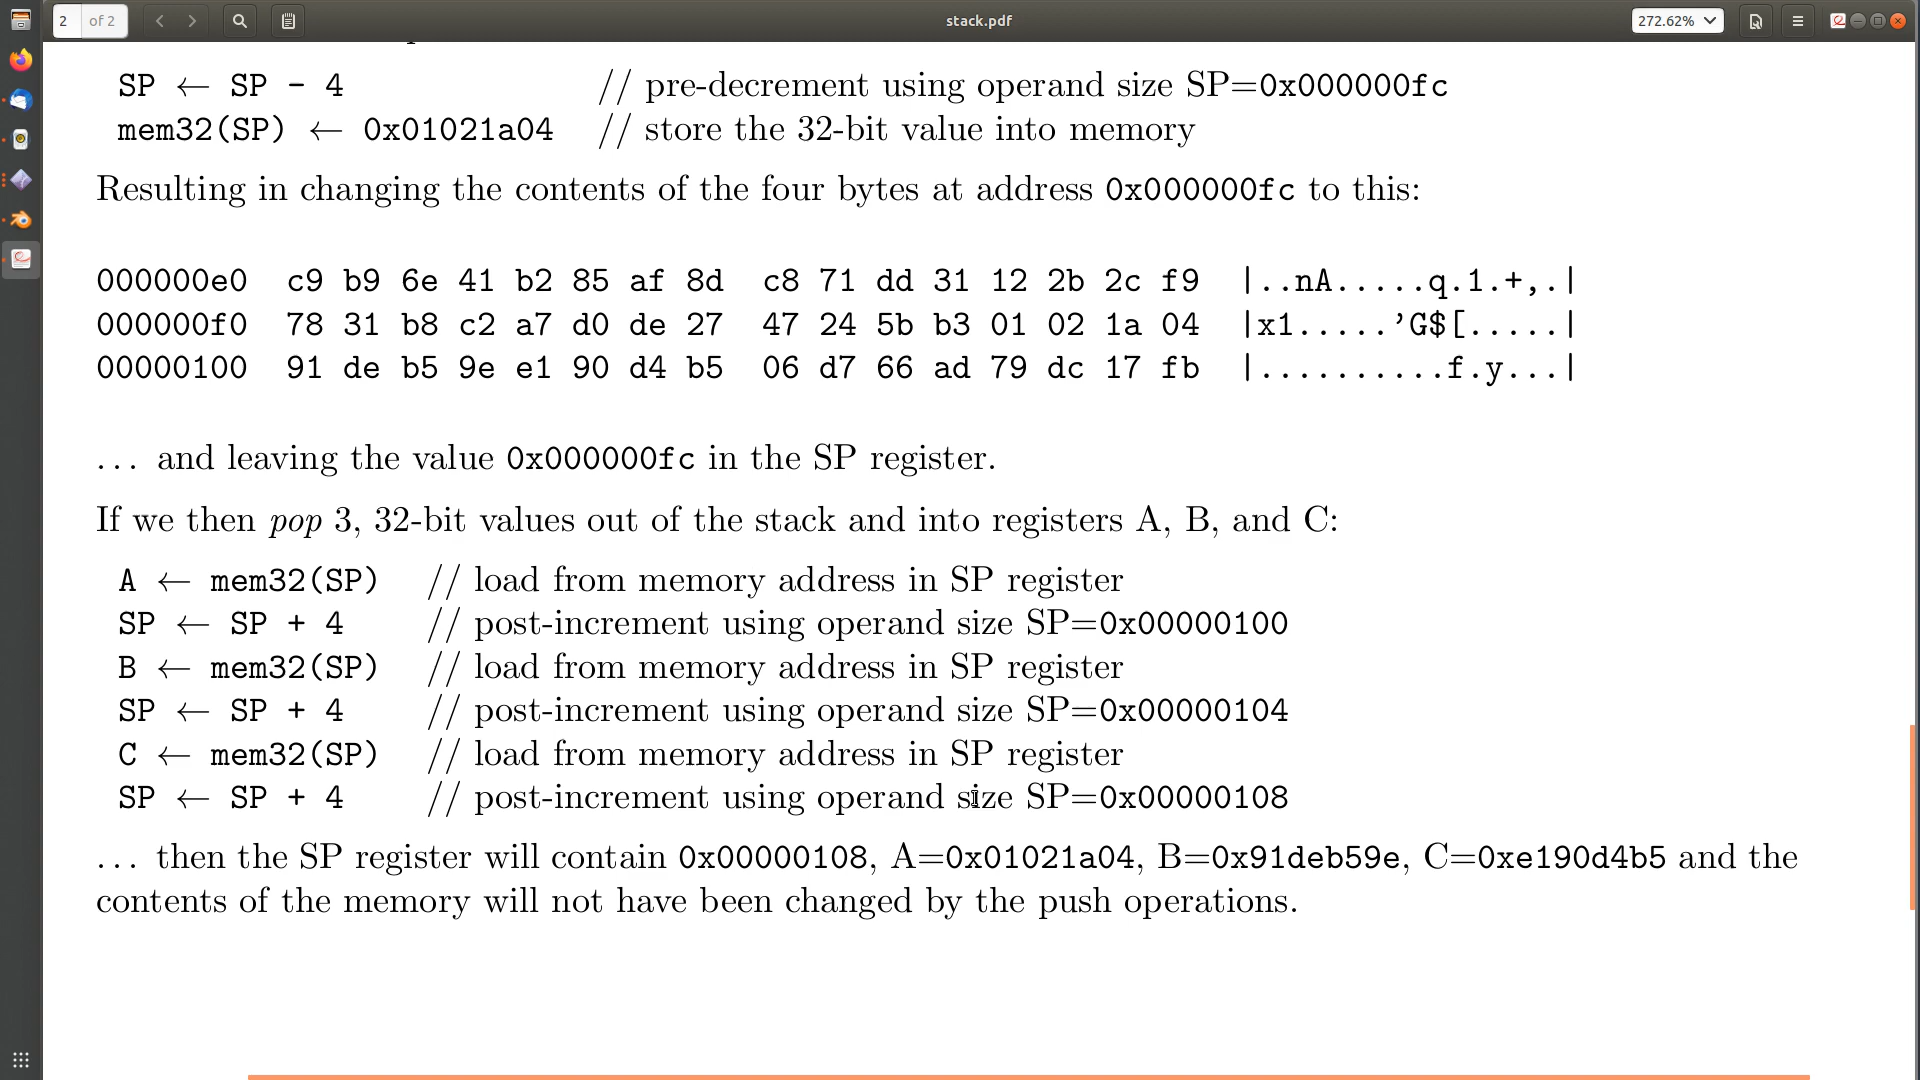 2 of 2
stack.pdf
272.62%
SP ← SP - 4 // pre-decrement using operand size SP=0x000000fc
mem32(SP) ← 0x01021a04 // store the 32-bit value into memory
Resulting in changing the contents of the four bytes at address 0x000000fc to this:
000000e0 c9 b9 6e 41 b2 85 af 8d c8 71 dd 31 12 2b 2c f9 |..nA.....q.1.+,.|
000000f0 78 31 b8 c2 a7 d0 de 27 47 24 5b b3 01 02 1a 04 |x1.....’G$[.....|
00000100 91 de b5 9e e1 90 d4 b5 06 d7 66 ad 79 dc 17 fb |..........f.y...|
... and leaving the value 0x000000fc in the SP register.
If we then pop 3, 32-bit values out of the stack and into registers A, B, and C:
A ← mem32(SP) // load from memory address in SP register
SP ← SP + 4 // post-increment using operand size SP=0x00000100
B ← mem32(SP) // load from memory address in SP register
SP ← SP + 4 // post-increment using operand size SP=0x00000104
C ← mem32(SP) // load from memory address in SP register
SP ← SP + 4 // post-increment using operand size SP=0x00000108
... then the SP register will contain 0x00000108, A=0x01021a04, B=0x91deb59e, C=0xe190d4b5 and the
contents of the memory will not have been changed by the push operations.